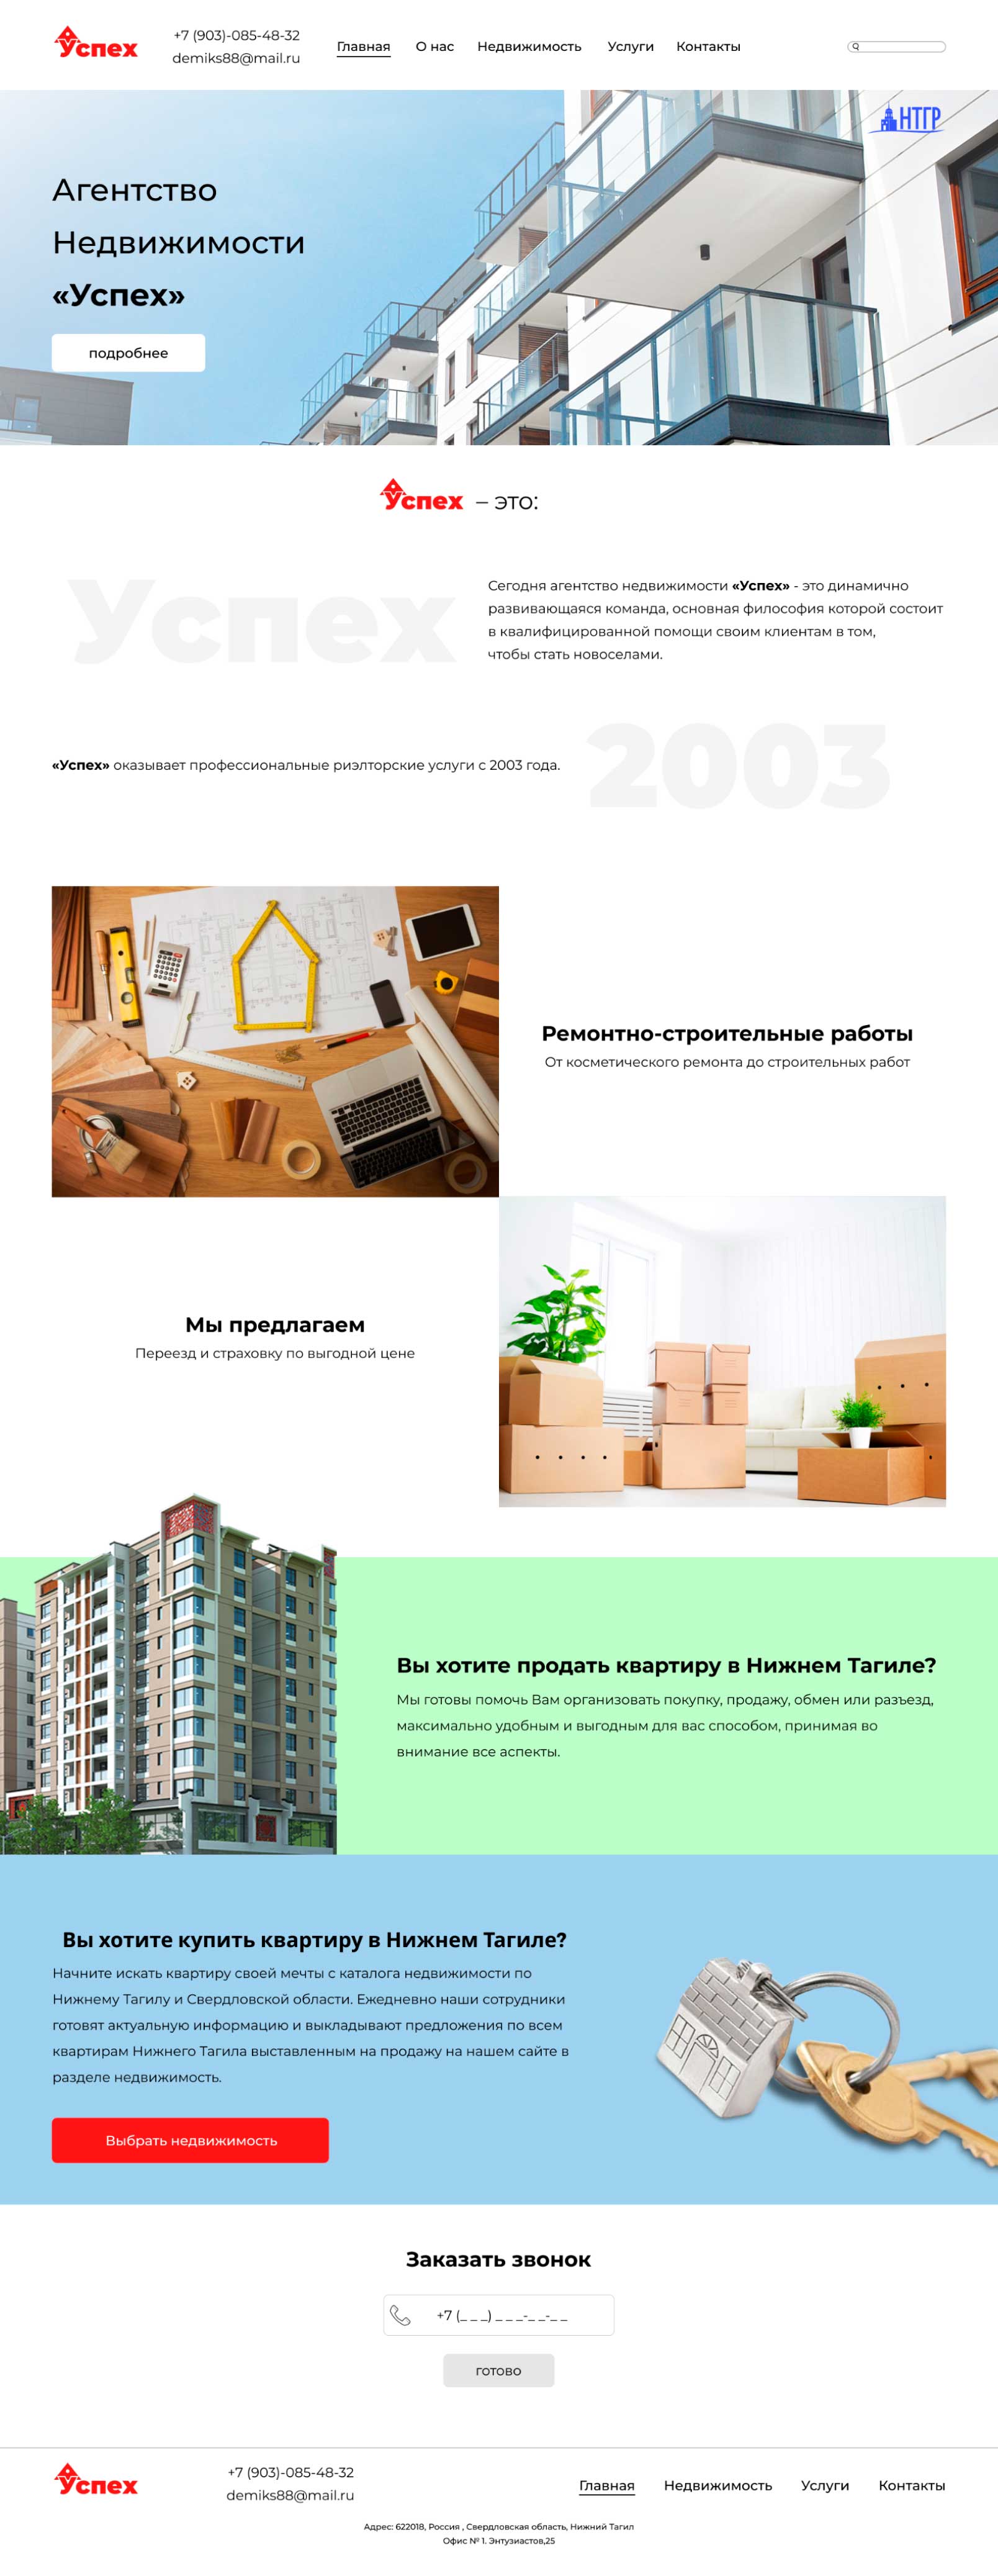 Успех
+7 (903)-085-48-32
demiks88@mail.ru
Главная О нас Недвижимость Услуги Контакты
НТГР
Агентство
Недвижимости
«Успех»
подробнее
Успех – это:
Успех
Сегодня агентство недвижимости «Успех» - это динамично
развивающаяся команда, основная философия которой состоит
в квалифицированной помощи своим клиентам в том,
чтобы стать новоселами.
«Успех» оказывает профессиональные риэлторские услуги с 2003 года.
2003
Ремонтно-строительные работы
От косметического ремонта до строительных работ
Мы предлагаем
Переезд и страховку по выгодной цене
Вы хотите продать квартиру в Нижнем Тагиле?
Мы готовы помочь Вам организовать покупку, продажу, обмен или разъезд,
максимально удобным и выгодным для вас способом, принимая во
внимание все аспекты.
Вы хотите купить квартиру в Нижнем Тагиле?
Начните искать квартиру своей мечты с каталога недвижимости по
Нижнему Тагилу и Свердловской области. Ежедневно наши сотрудники
готовят актуальную информацию и выкладывают предложения по всем
квартирам Нижнего Тагила выставленным на продажу на нашем сайте в
разделе недвижимость.
Выбрать недвижимость
Заказать звонок
+7 (_ _ _) _ _ _-_ _-_ _
готово
Успех
+7 (903)-085-48-32
demiks88@mail.ru
Главная Недвижимость Услуги Контакты
Адрес: 622018, Россия , Свердловская область, Нижний Тагил
Офис № 1. Энтузиастов,25